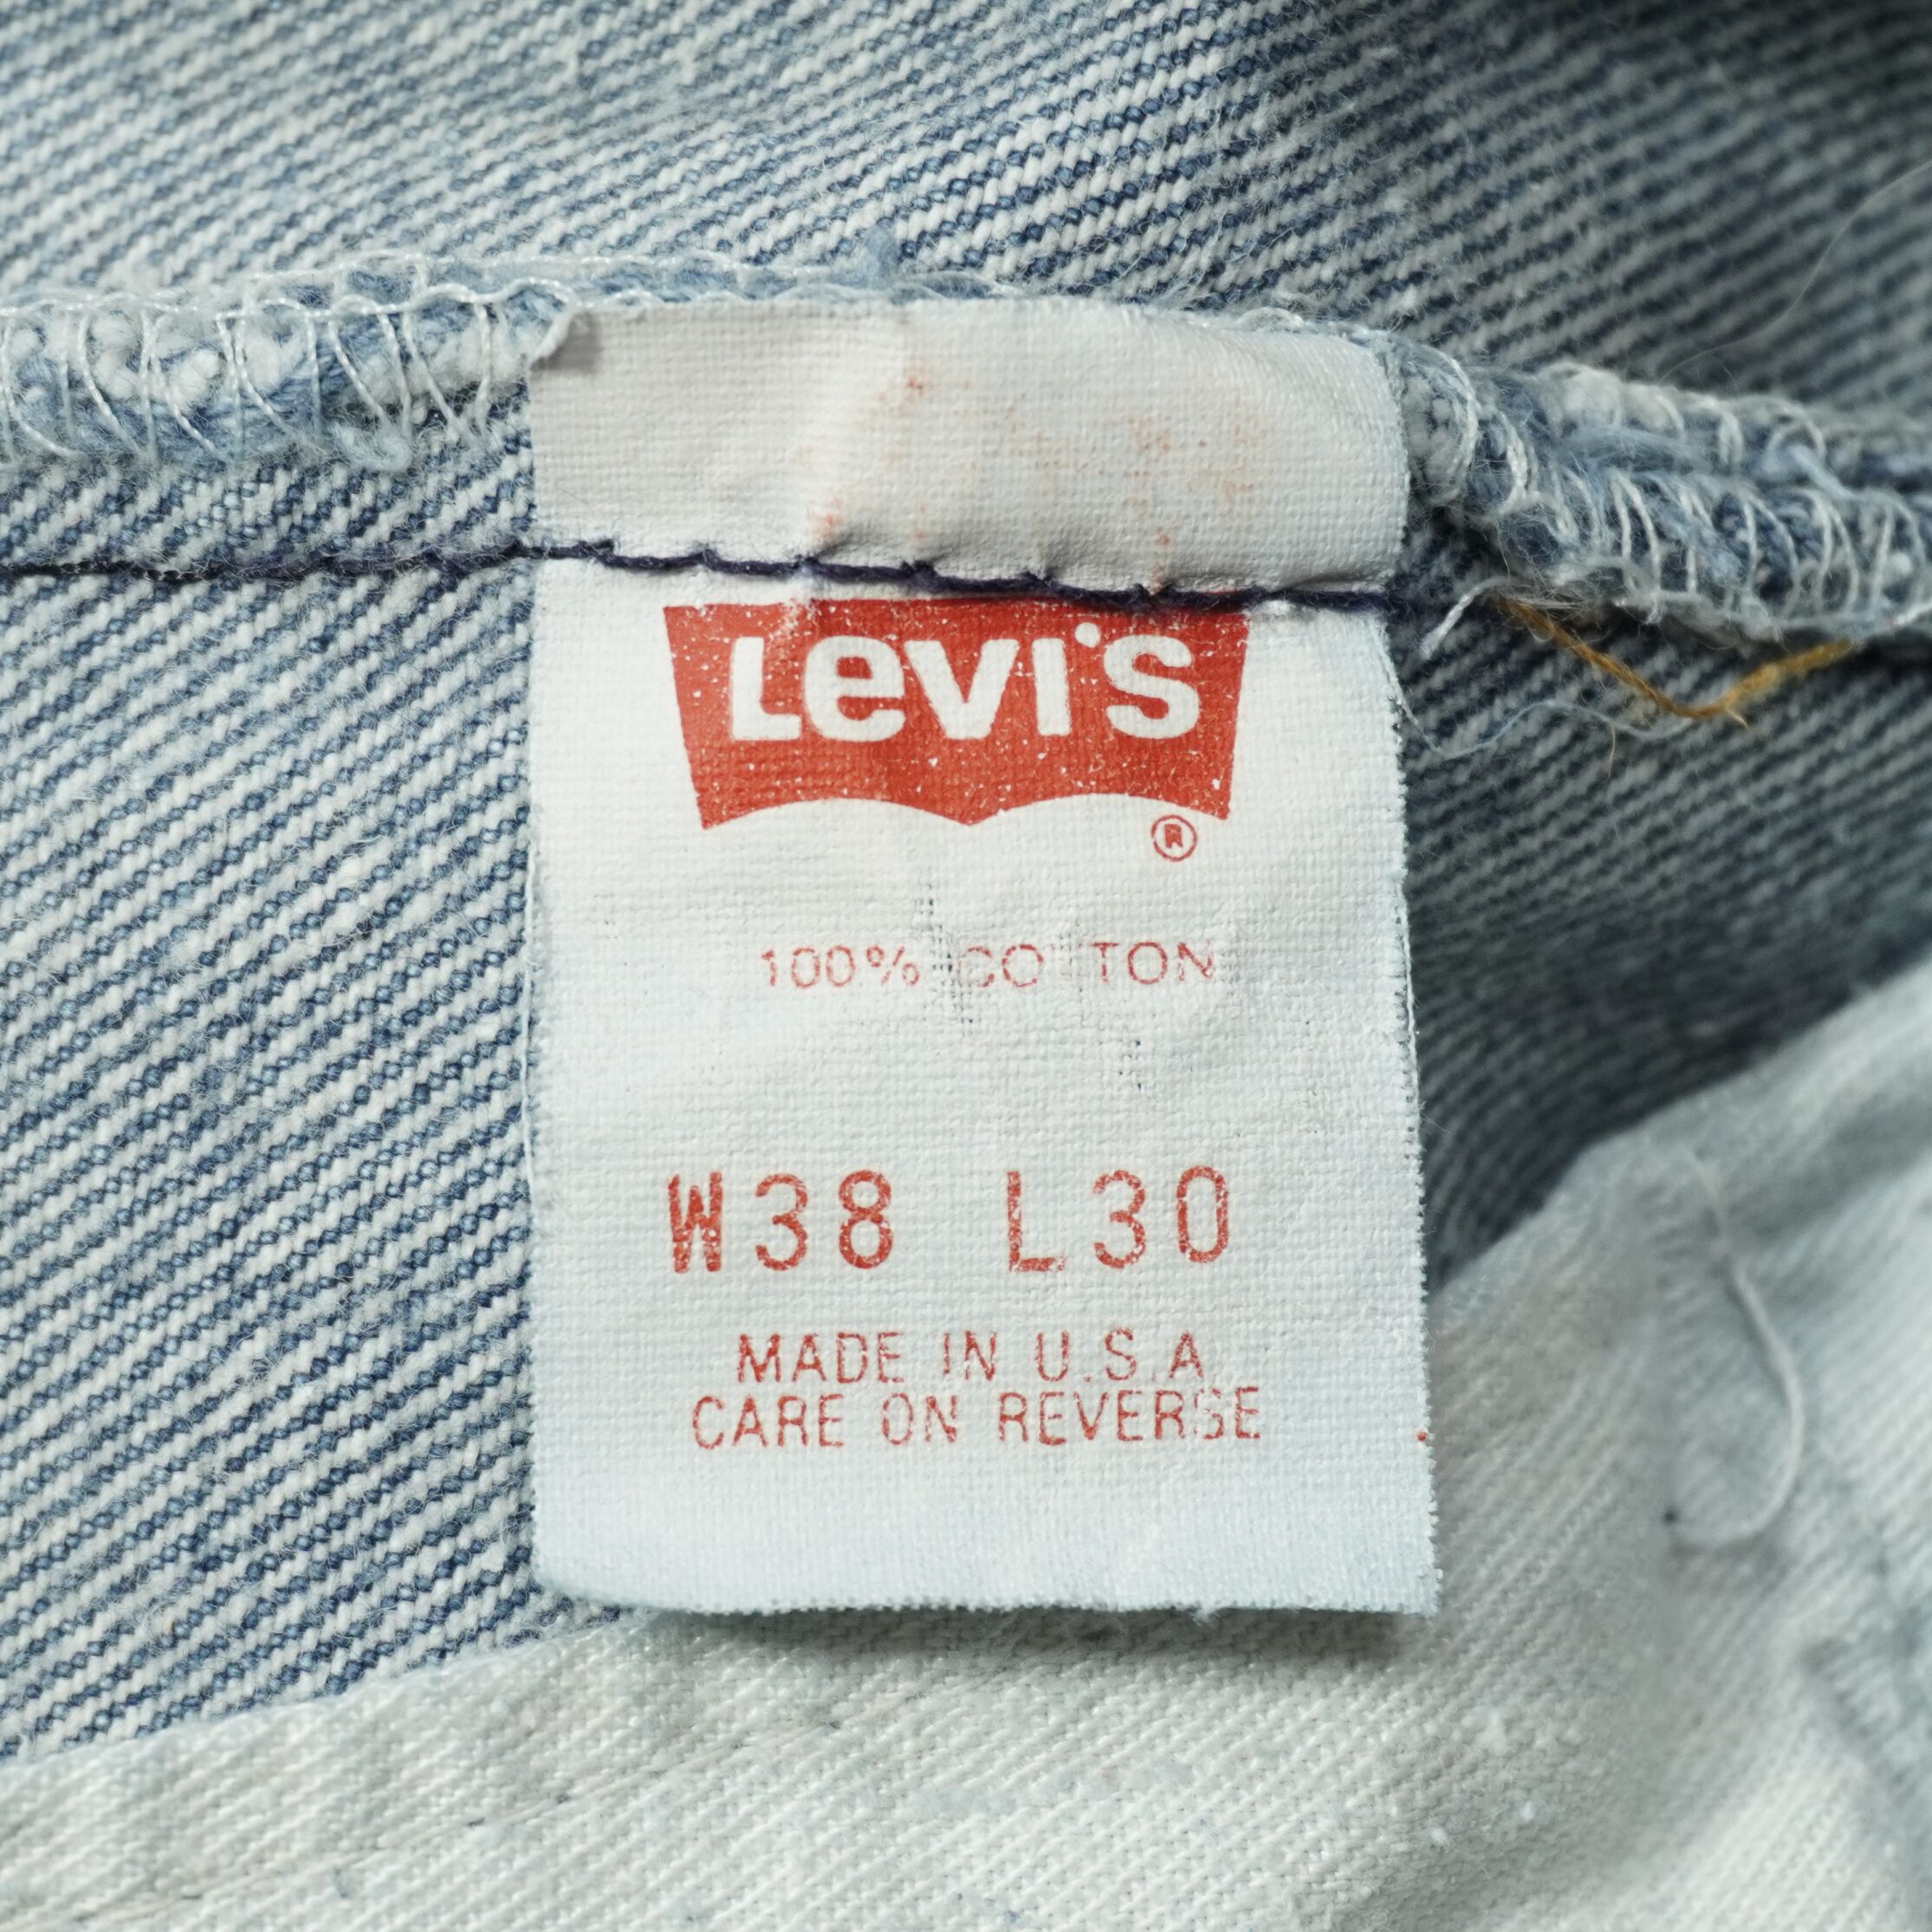 Levi's
®
100% COTTON
W38 L30
MADE IN U.S.A
CARE ON REVERSE